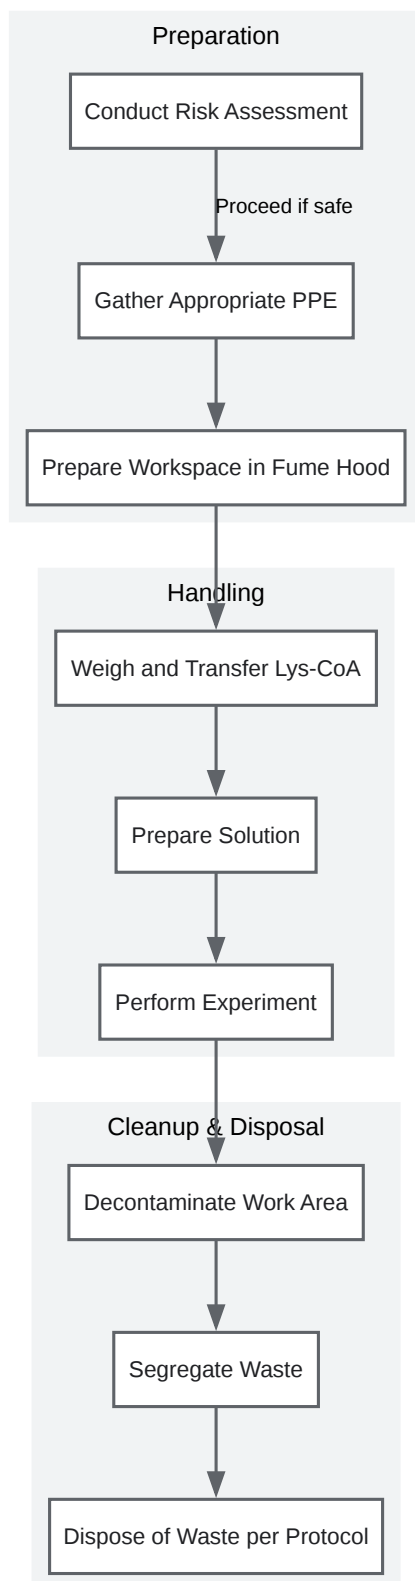 Preparation
Conduct Risk Assessment
Proceed if safe
Gather Appropriate PPE
Prepare Workspace in Fume Hood
Handling
Weigh and Transfer Lys-CoA
Prepare Solution
Perform Experiment
Cleanup & Disposal
Decontaminate Work Area
Segregate Waste
Dispose of Waste per Protocol